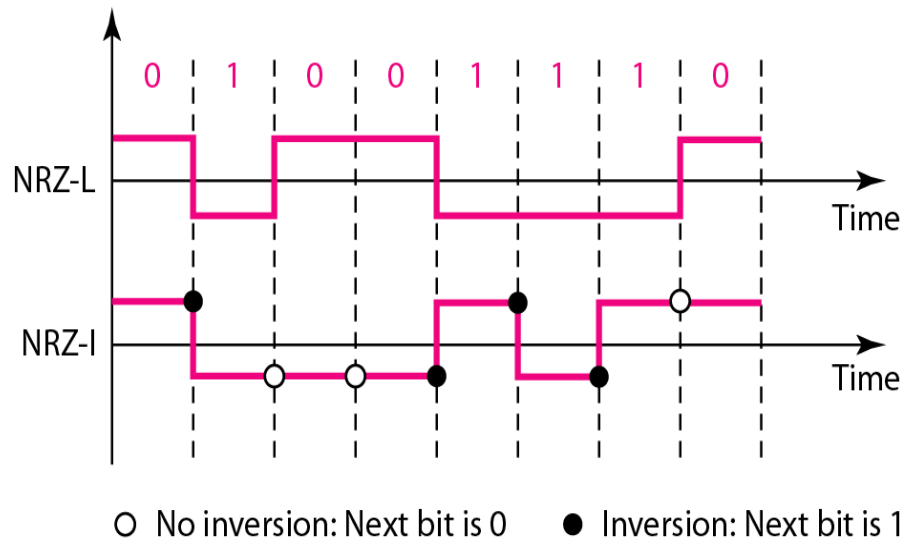 0 1 0 0 1 1 1 0
NRZ-L
Time
NRZ-I
Time
No inversion: Next bit is 0 Inversion: Next bit is 1